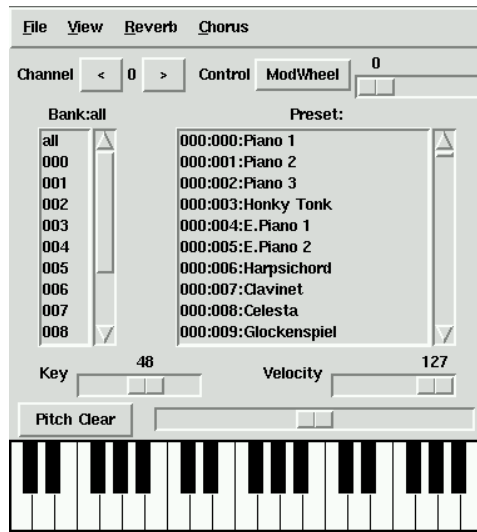 File View Reverb Chorus
0
Channel < 0 > Control ModWheel
Bank:all Preset:
all 000:000:Piano 1
000 000:001:Piano 2
001 000:002:Piano 3
002 000:003:Honky Tonk
003 000:004:E.Piano 1
004 000:005:E.Piano 2
005 000:006:Harpsichord
006 000:007:Clavinet
007 000:008:Celesta
008 000:009:Glockenspiel
48 127
Key Velocity
Pitch Clear